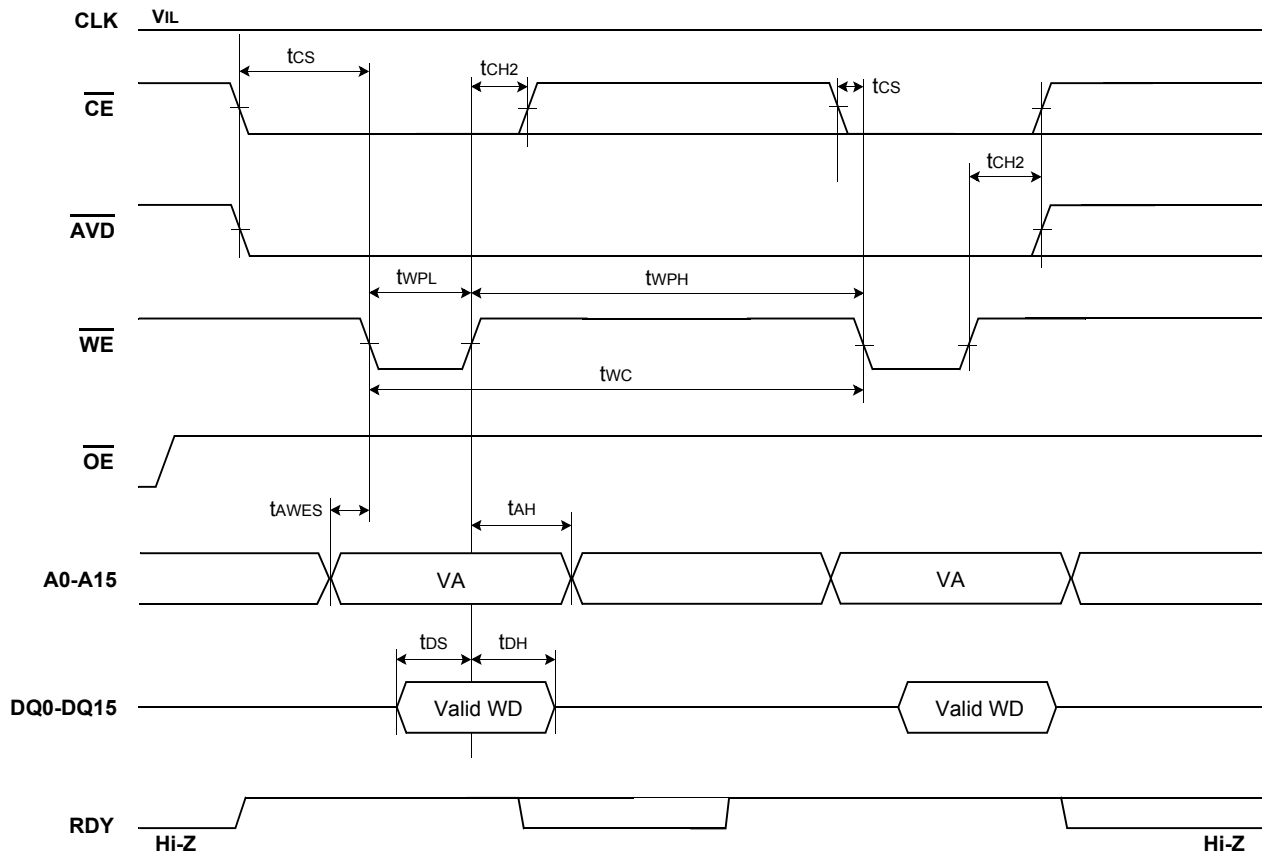 CLK VIL
tCS tCH2 tCS
CE
tCH2
AVD
tWPL tWPH
WE
tWC
OE
tAWES tAH
A0-A15 VA VA
tDS tDH
DQ0-DQ15 Valid WD Valid WD
RDY
Hi-Z Hi-Z